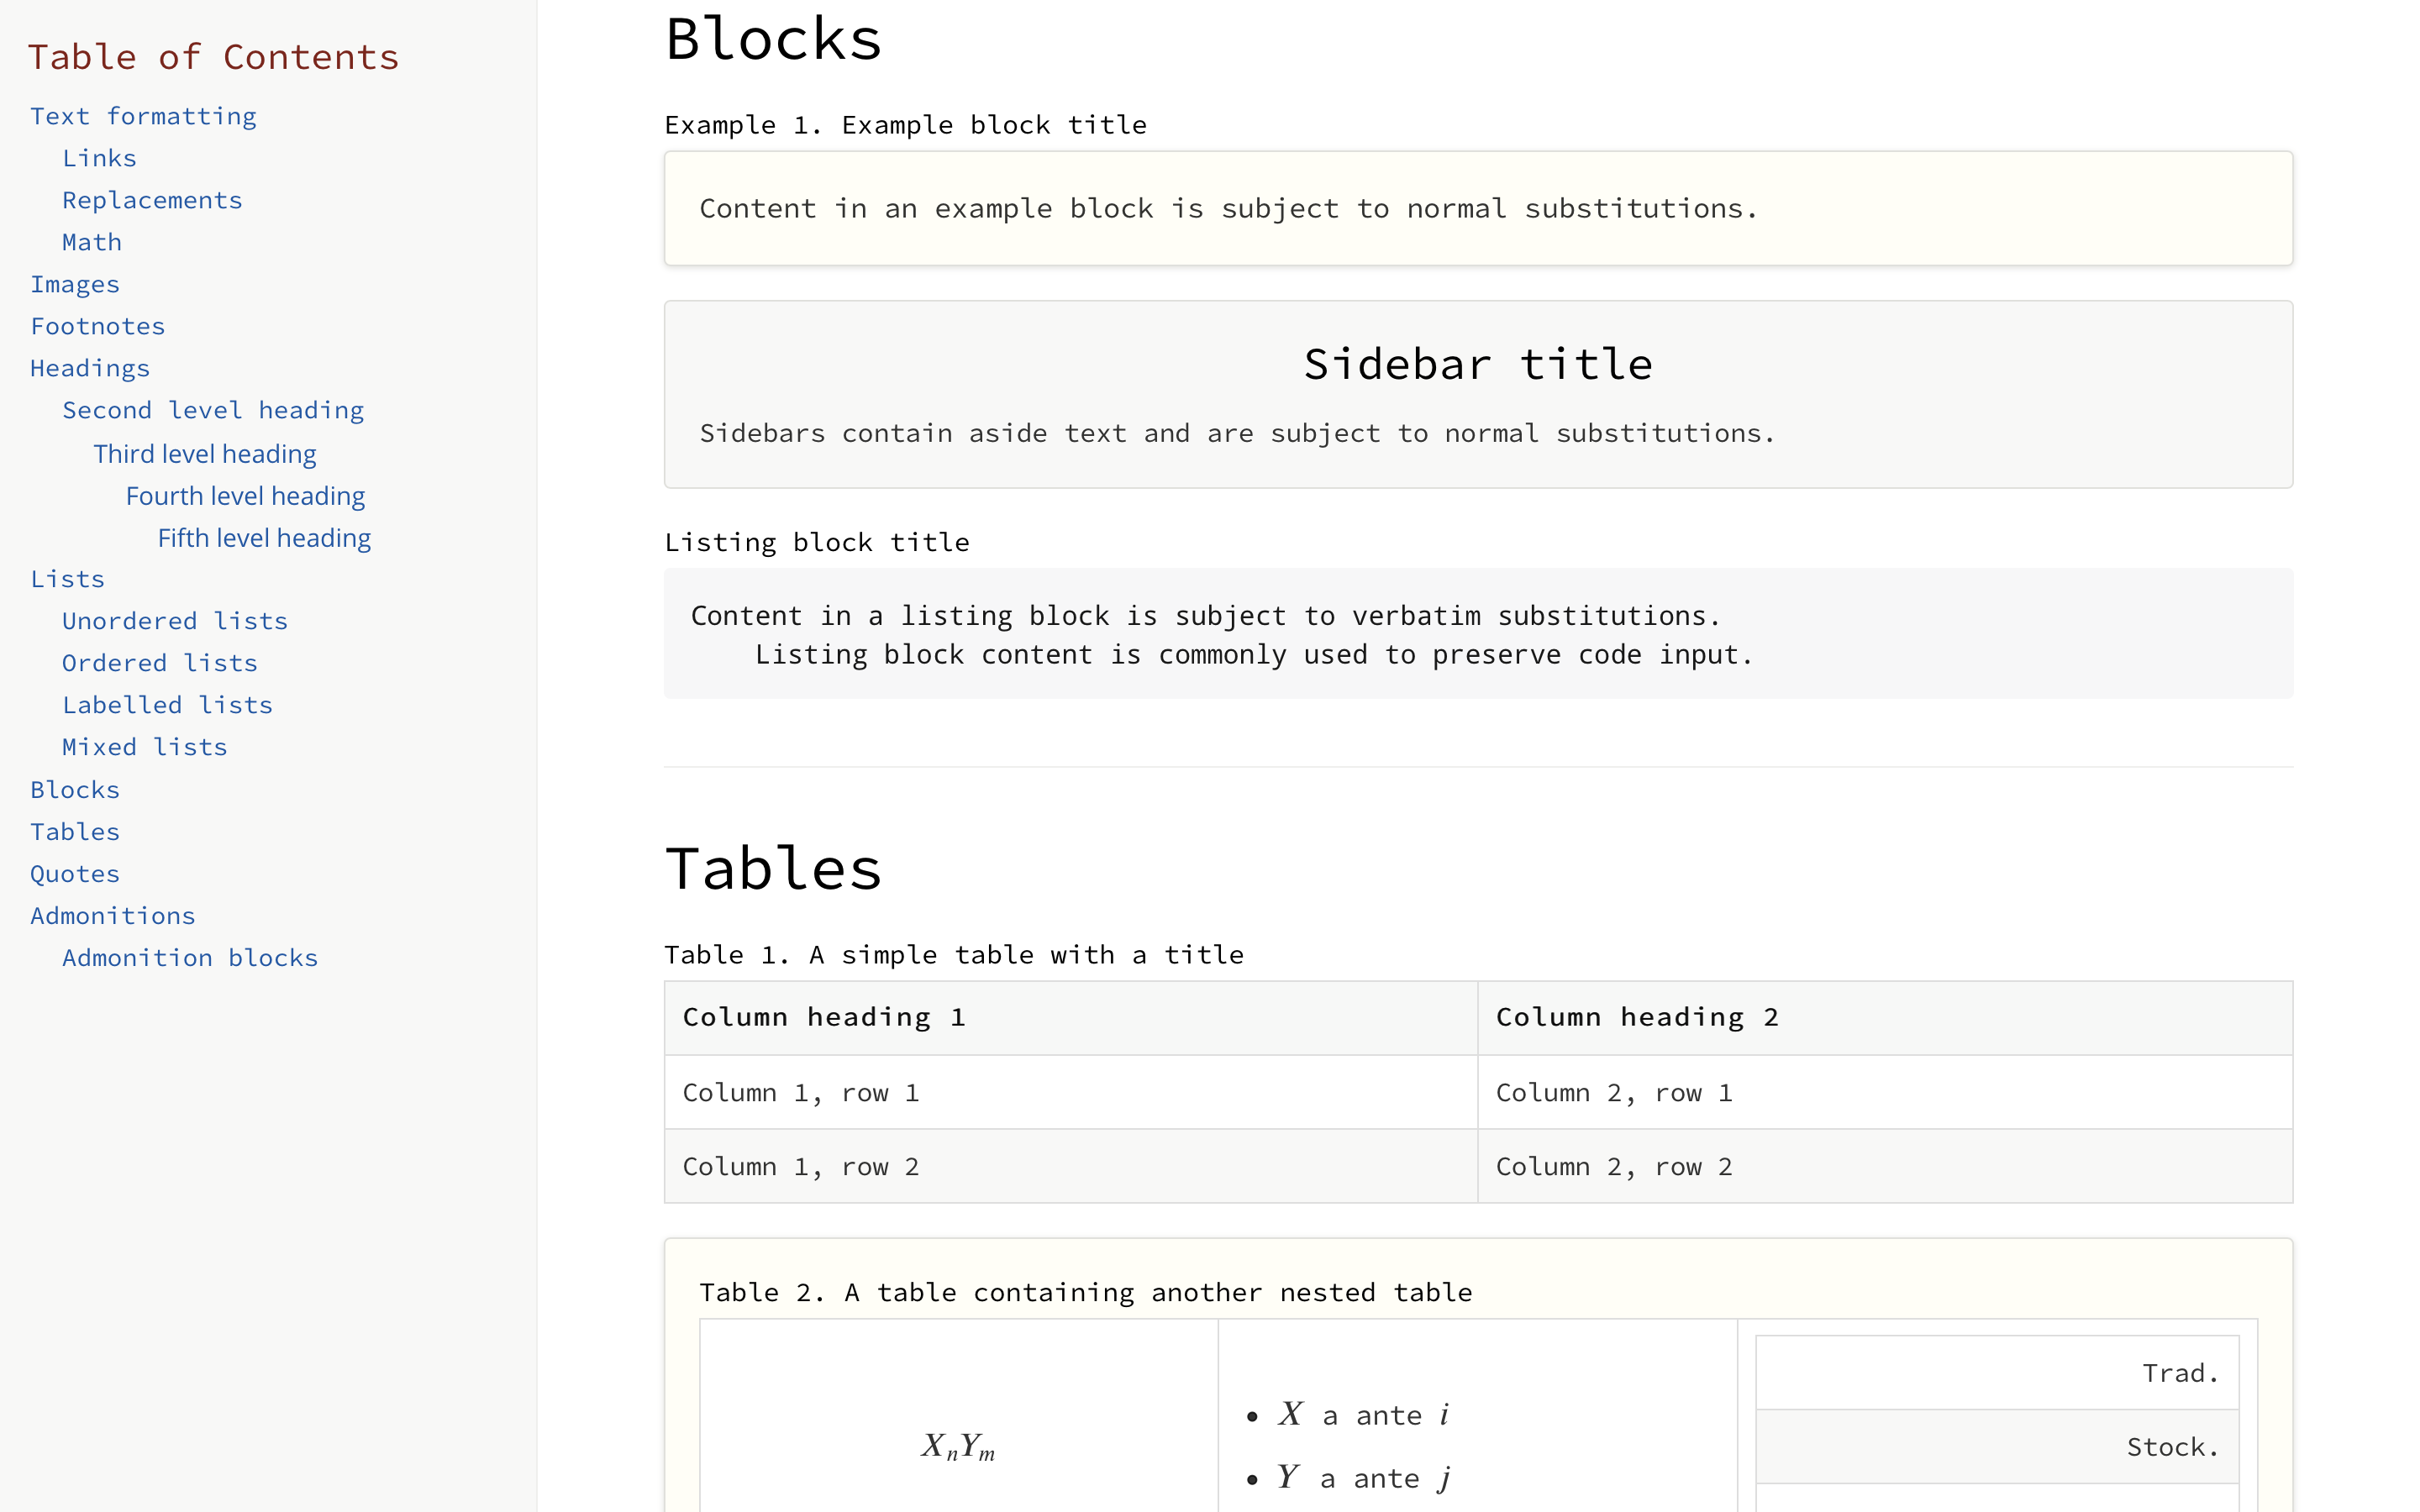 Table of Contents
Text formatting
Links
Replacements
Math
Images
Footnotes
Headings
Second level heading
Third level heading
Fourth level heading
Fifth level heading
Lists
Unordered lists
Ordered lists
Labelled lists
Mixed lists
Blocks
Tables
Quotes
Admonitions
Admonition blocks
Blocks
Example 1. Example block title
Content in an example block is subject to normal substitutions.
Sidebar title
Sidebars contain aside text and are subject to normal substitutions.
Listing block title
Content in a listing block is subject to verbatim substitutions.
    Listing block content is commonly used to preserve code input.
Tables
Table 1. A simple table with a title
Column heading 1 Column heading 2
Column 1, row 1 Column 2, row 1
Column 1, row 2 Column 2, row 2
Table 2. A table containing another nested table
XₙYₘ
• X a ante i
• Y a ante j
Trad.
Stock.